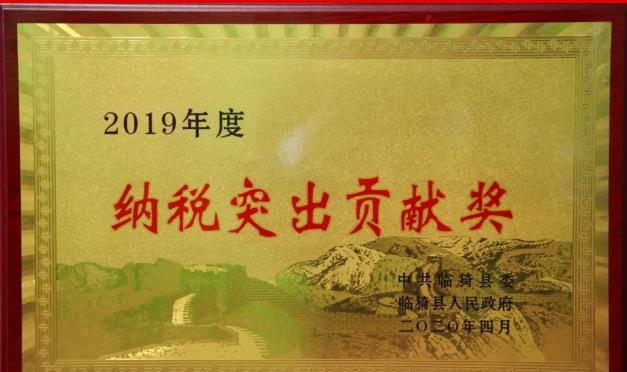 2019年度
纳税突出贡献奖
中共临猗县委
临猗县人民政府
二〇二〇年四月